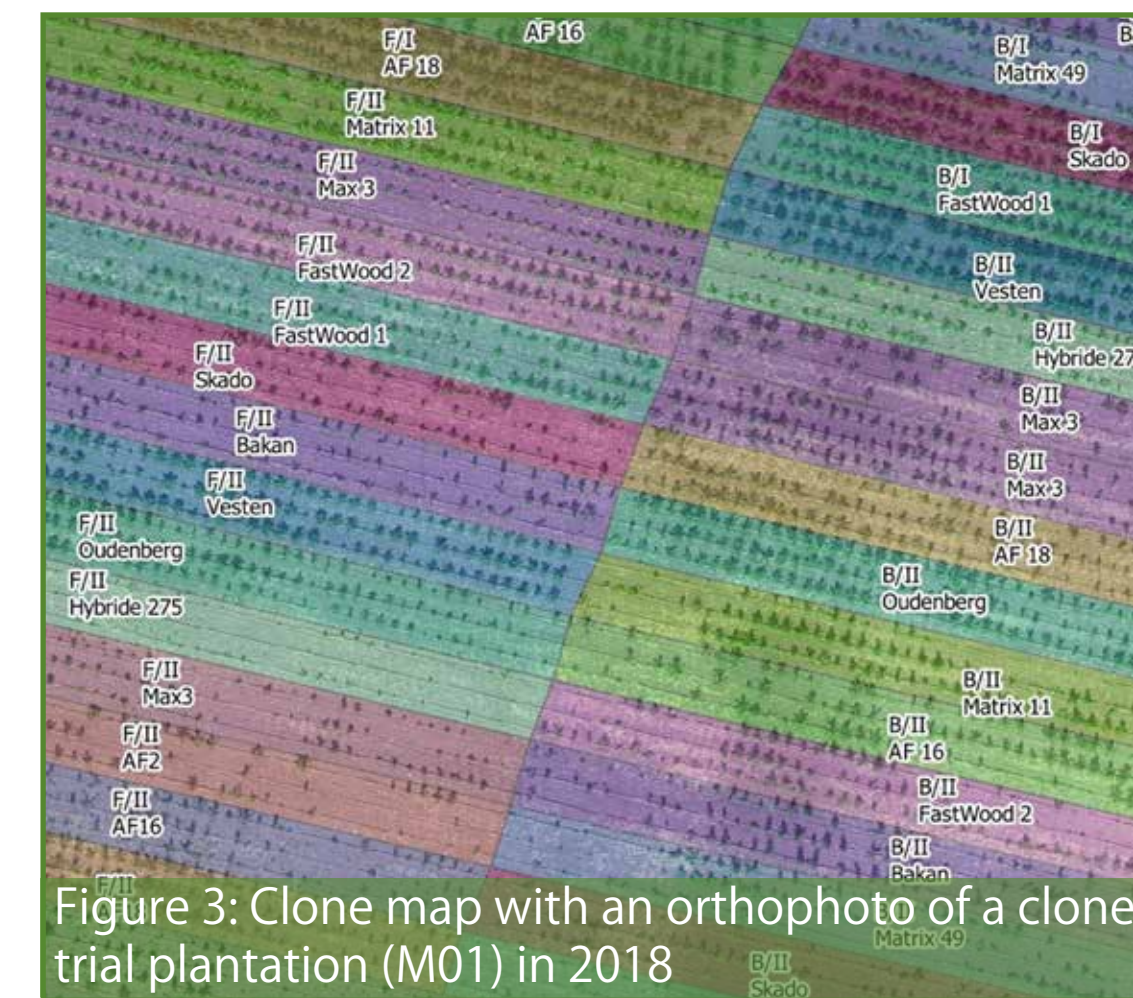 AF 16
F/I
AF 18
F/II
Matrix 11
F/II
Max 3
F/II
FastWood 2
F/II
FastWood 1
F/II
Skado
F/II
Bakan
F/II
Vesten
F/II
Oudenberg
F/II
Hybride 275
F/II
Max3
F/II
AF2
F/II
AF16
F/II
B
B/I
Matrix 49
B/I
Skado
B/I
FastWood 1
B/II
Vesten
B/II
Hybride 27
B/II
Max 3
B/II
Max 3
B/II
AF 18
B/II
Oudenberg
B/II
Matrix 11
B/II
AF 16
B/II
FastWood 2
B/II
Bakan
B/II
Matrix 49
B/II
Skado
Figure 3: Clone map with an orthophoto of a clone
trial plantation (M01) in 2018